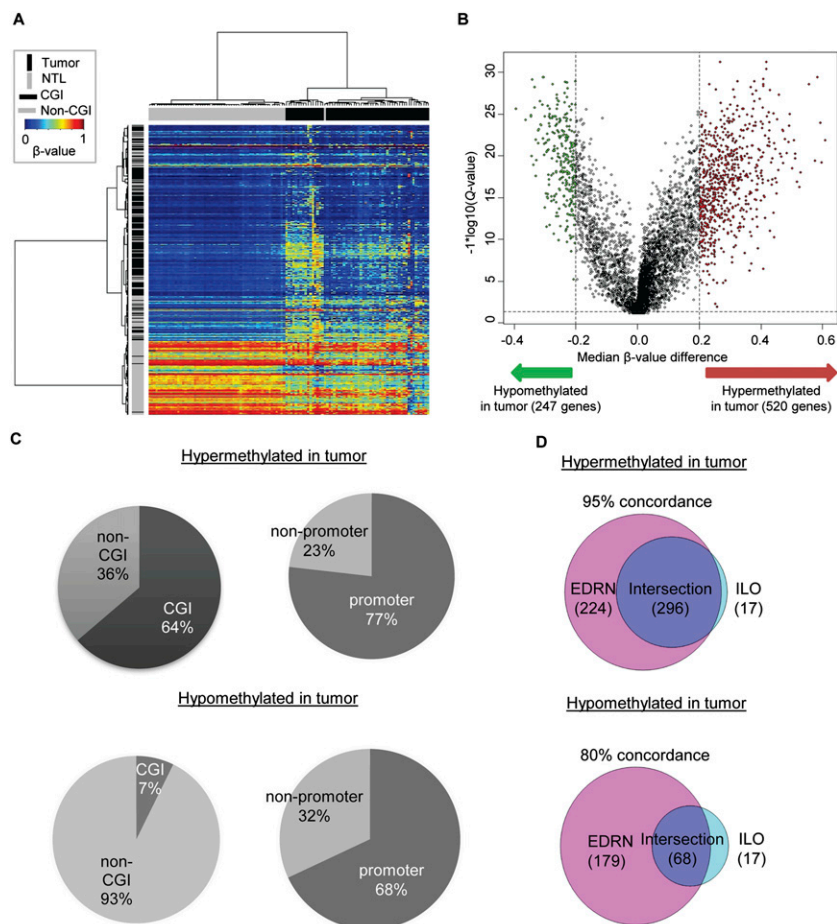 A
Tumor
NTL
CGI
Non-CGI
0 1
β-value
B
-1*log10(Q-value)
30
25
20
15
10
5
0
-0.4 -0.2 0.0 0.2 0.4 0.6
Median β-value difference
Hypomethylated
in tumor (247 genes)
Hypermethylated
in tumor (520 genes)
C
Hypermethylated in tumor
non-
CGI
36%
CGI
64%
non-promoter
23%
promoter
77%
Hypomethylated in tumor
CGI
7%
non-
CGI
93%
non-promoter
32%
promoter
68%
D
Hypermethylated in tumor
95% concordance
EDRN
(224)
Intersection
(296)
ILO
(17)
Hypomethylated in tumor
80% concordance
EDRN
(179)
Intersection
(68)
ILO
(17)